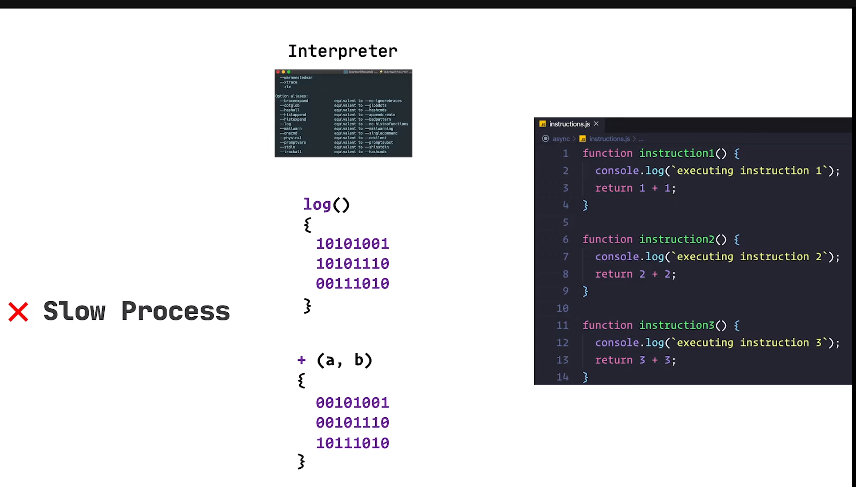 Interpreter
Option aliases:
log()
{
10101001
10101110
00111010
}
❌ Slow Process
+ (a, b)
{
00101001
00101110
10111010
}
instructions.js ×
async > instructions.js > ...
1 function instruction1() {
2 console.log(`executing instruction 1`);
3 return 1 + 1;
4 }
5
6 function instruction2() {
7 console.log(`executing instruction 2`);
8 return 2 + 2;
9 }
10
11 function instruction3() {
12 console.log(`executing instruction 3`);
13 return 3 + 3;
14 }